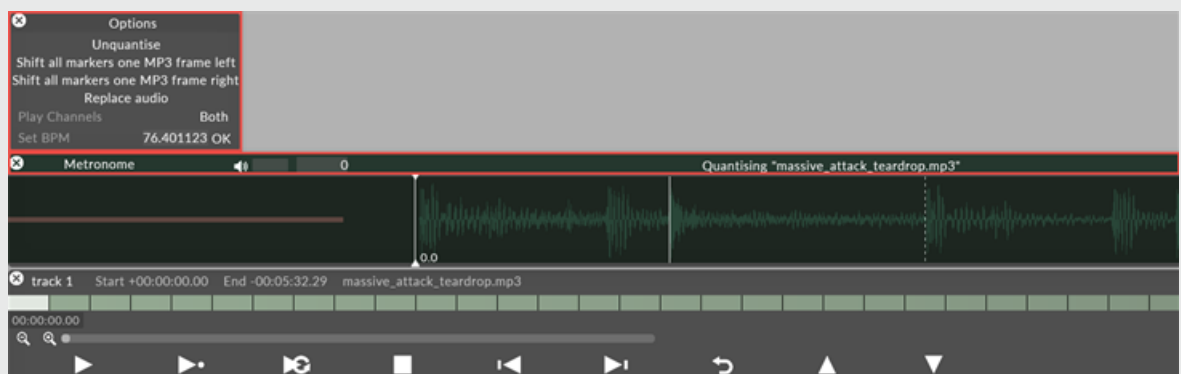 Options
Unquantise
Shift all markers one MP3 frame left
Shift all markers one MP3 frame right
Replace audio
Play Channels Both
Set BPM 76.401123 OK
Metronome 0 Quantising "massive_attack_teardrop.mp3"
0.0
track 1 Start +00:00:00.00 End -00:05:32.29 massive_attack_teardrop.mp3
00:00:00.00